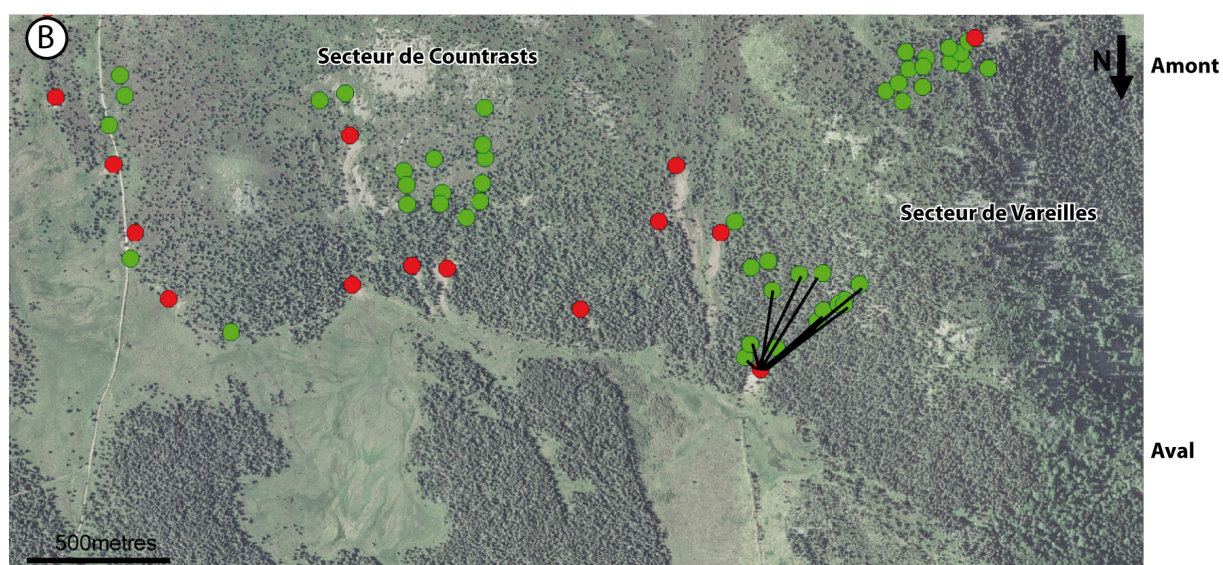 B
Secteur de Countrasts
N
Amont
Secteur de Vareilles
Aval
500metres